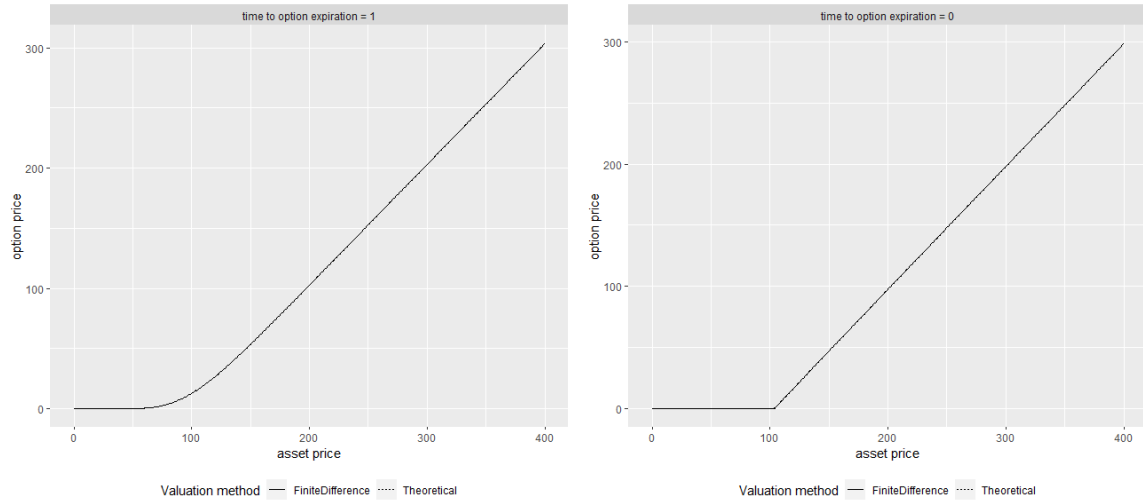 time to option expiration = 1
300
200
100
0
option price
0
100
200
300
400
asset price
Valuation method FiniteDifference Theoretical
time to option expiration = 0
300
200
100
0
option price
0
100
200
300
400
asset price
Valuation method FiniteDifference Theoretical